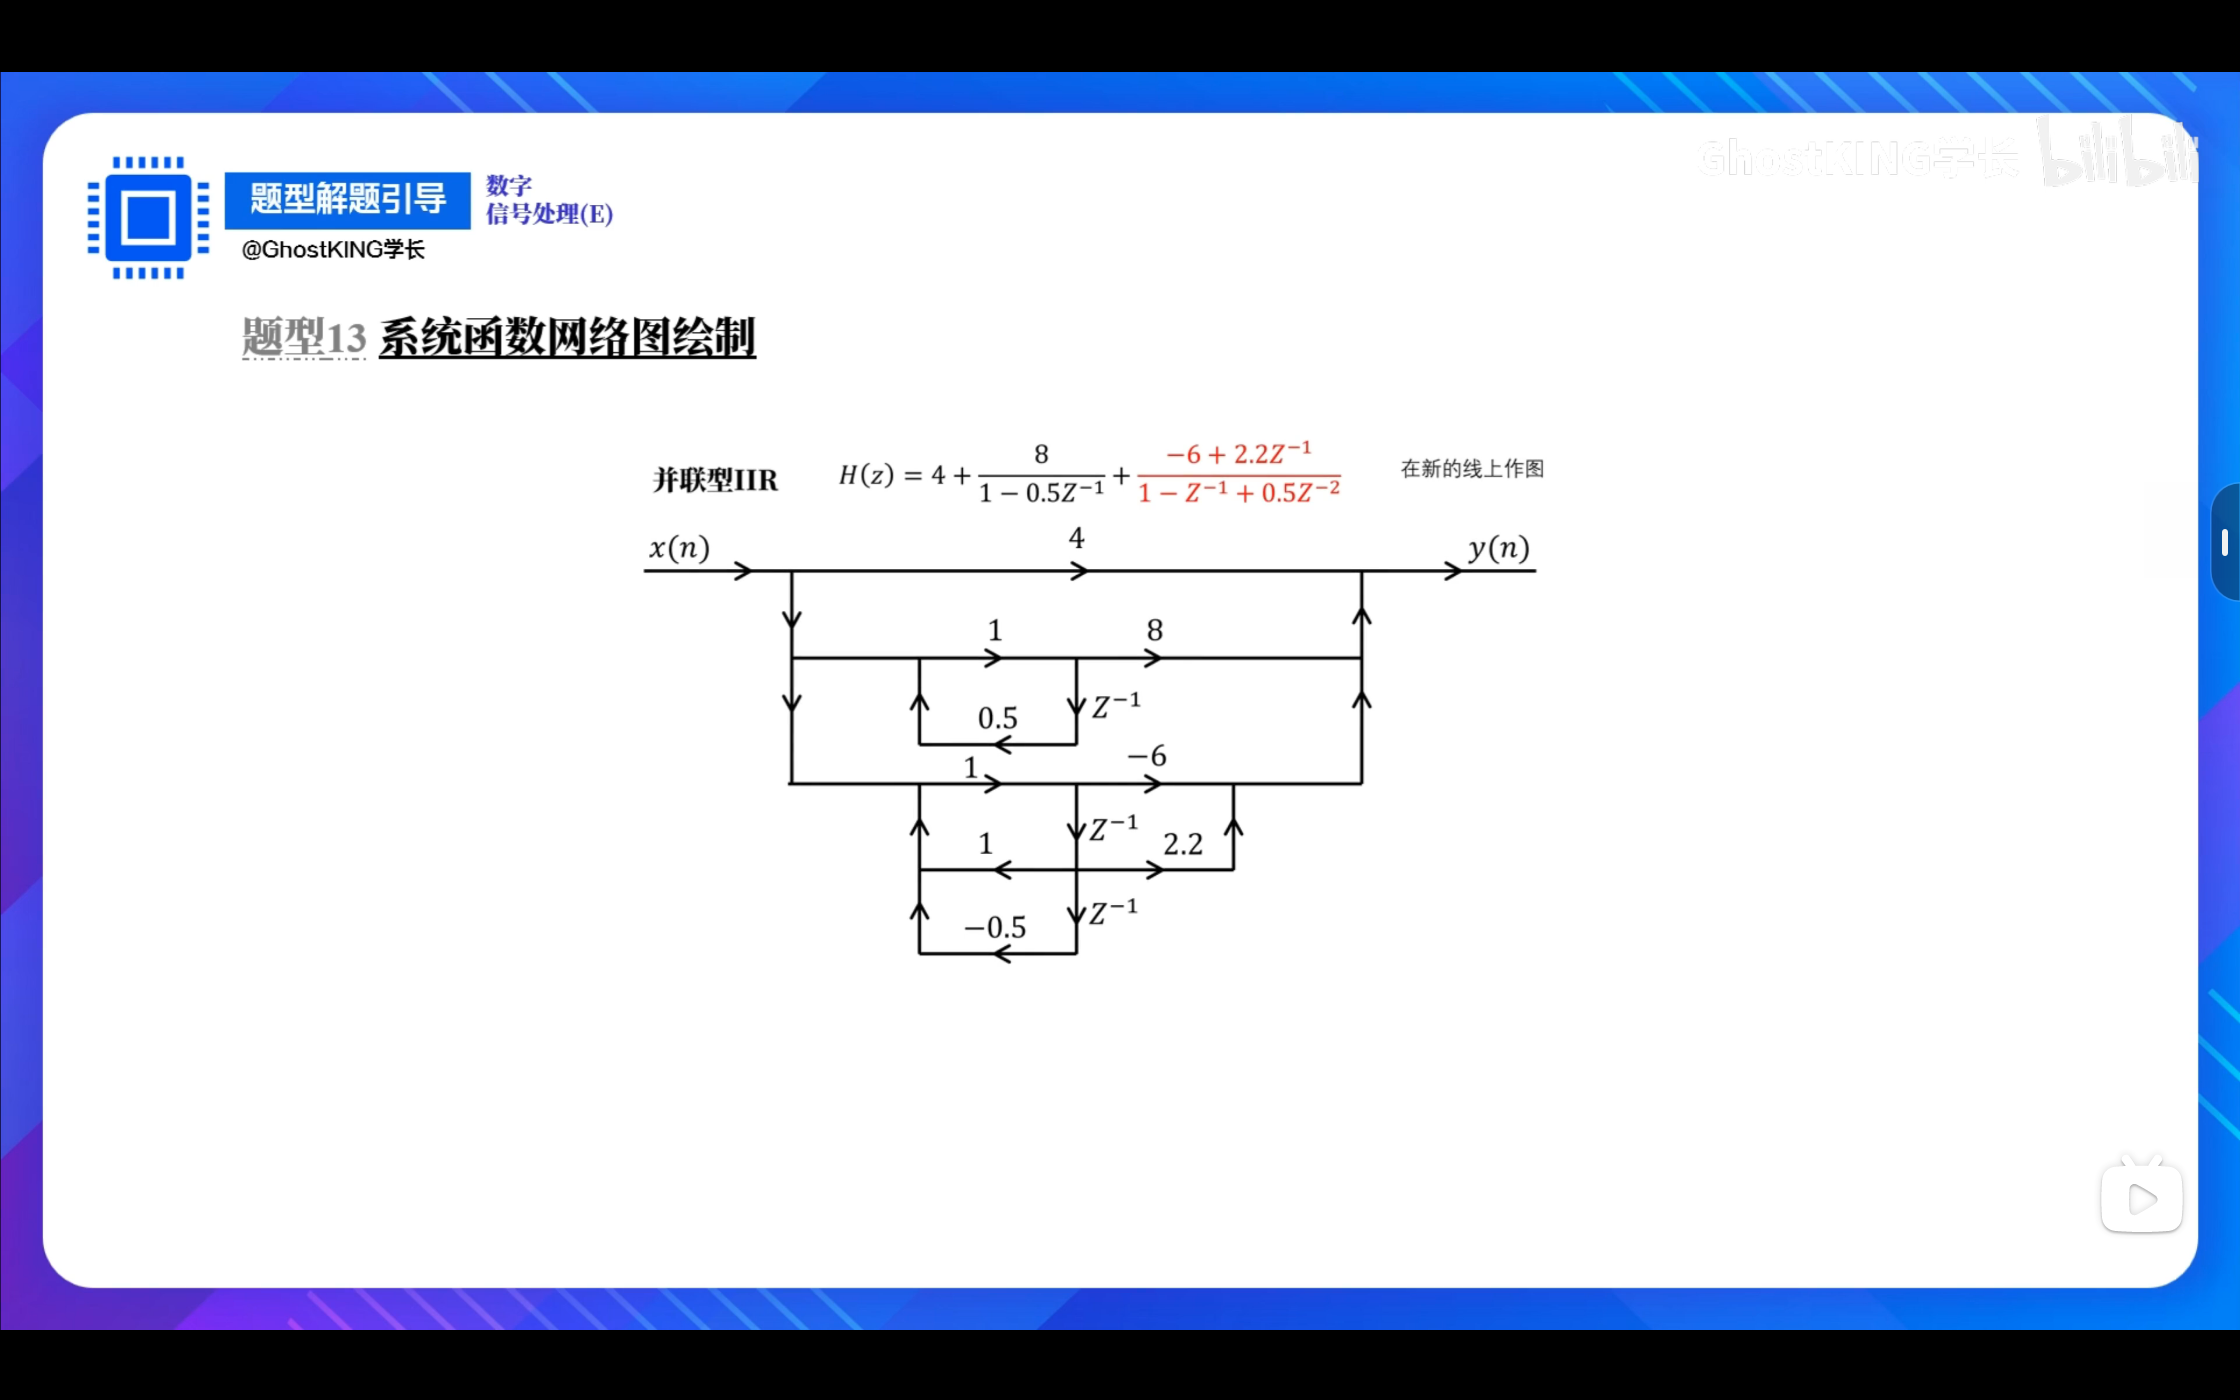 GhostKING学长 bilibili
题型解题引导
数字
信号处理(E)
@GhostKING学长
题型13 系统函数网络图绘制
并联型IIR H(z) = 4 + 8/(1 − 0.5Z⁻¹) + (−6 + 2.2Z⁻¹)/(1 − Z⁻¹ + 0.5Z⁻²) 在新的线上作图
x(n) 4 y(n)
1 8
0.5 Z⁻¹
1 −6
1 Z⁻¹ 2.2
−0.5 Z⁻¹